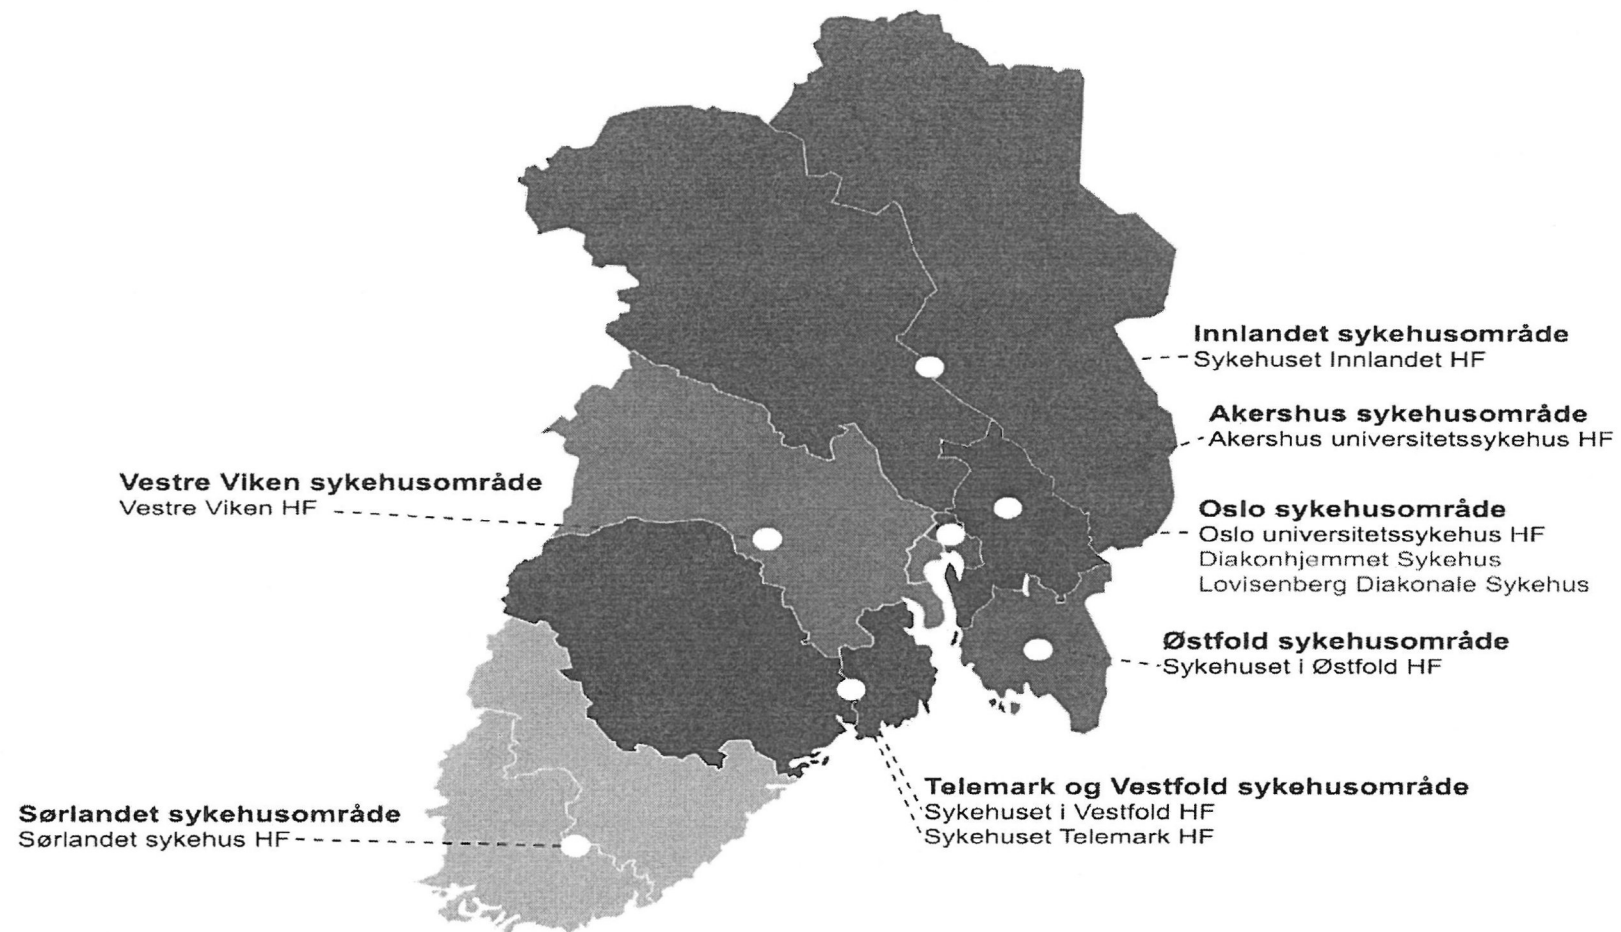 Innlandet sykehusområde
Sykehuset Innlandet HF
Akershus sykehusområde
Akershus universitetssykehus HF
Vestre Viken sykehusområde
Vestre Viken HF
Oslo sykehusområde
Oslo universitetssykehus HF
Diakonhjemmet Sykehus
Lovisenberg Diakonale Sykehus
Østfold sykehusområde
Sykehuset i Østfold HF
Telemark og Vestfold sykehusområde
Sykehuset i Vestfold HF
Sykehuset Telemark HF
Sørlandet sykehusområde
Sørlandet sykehus HF